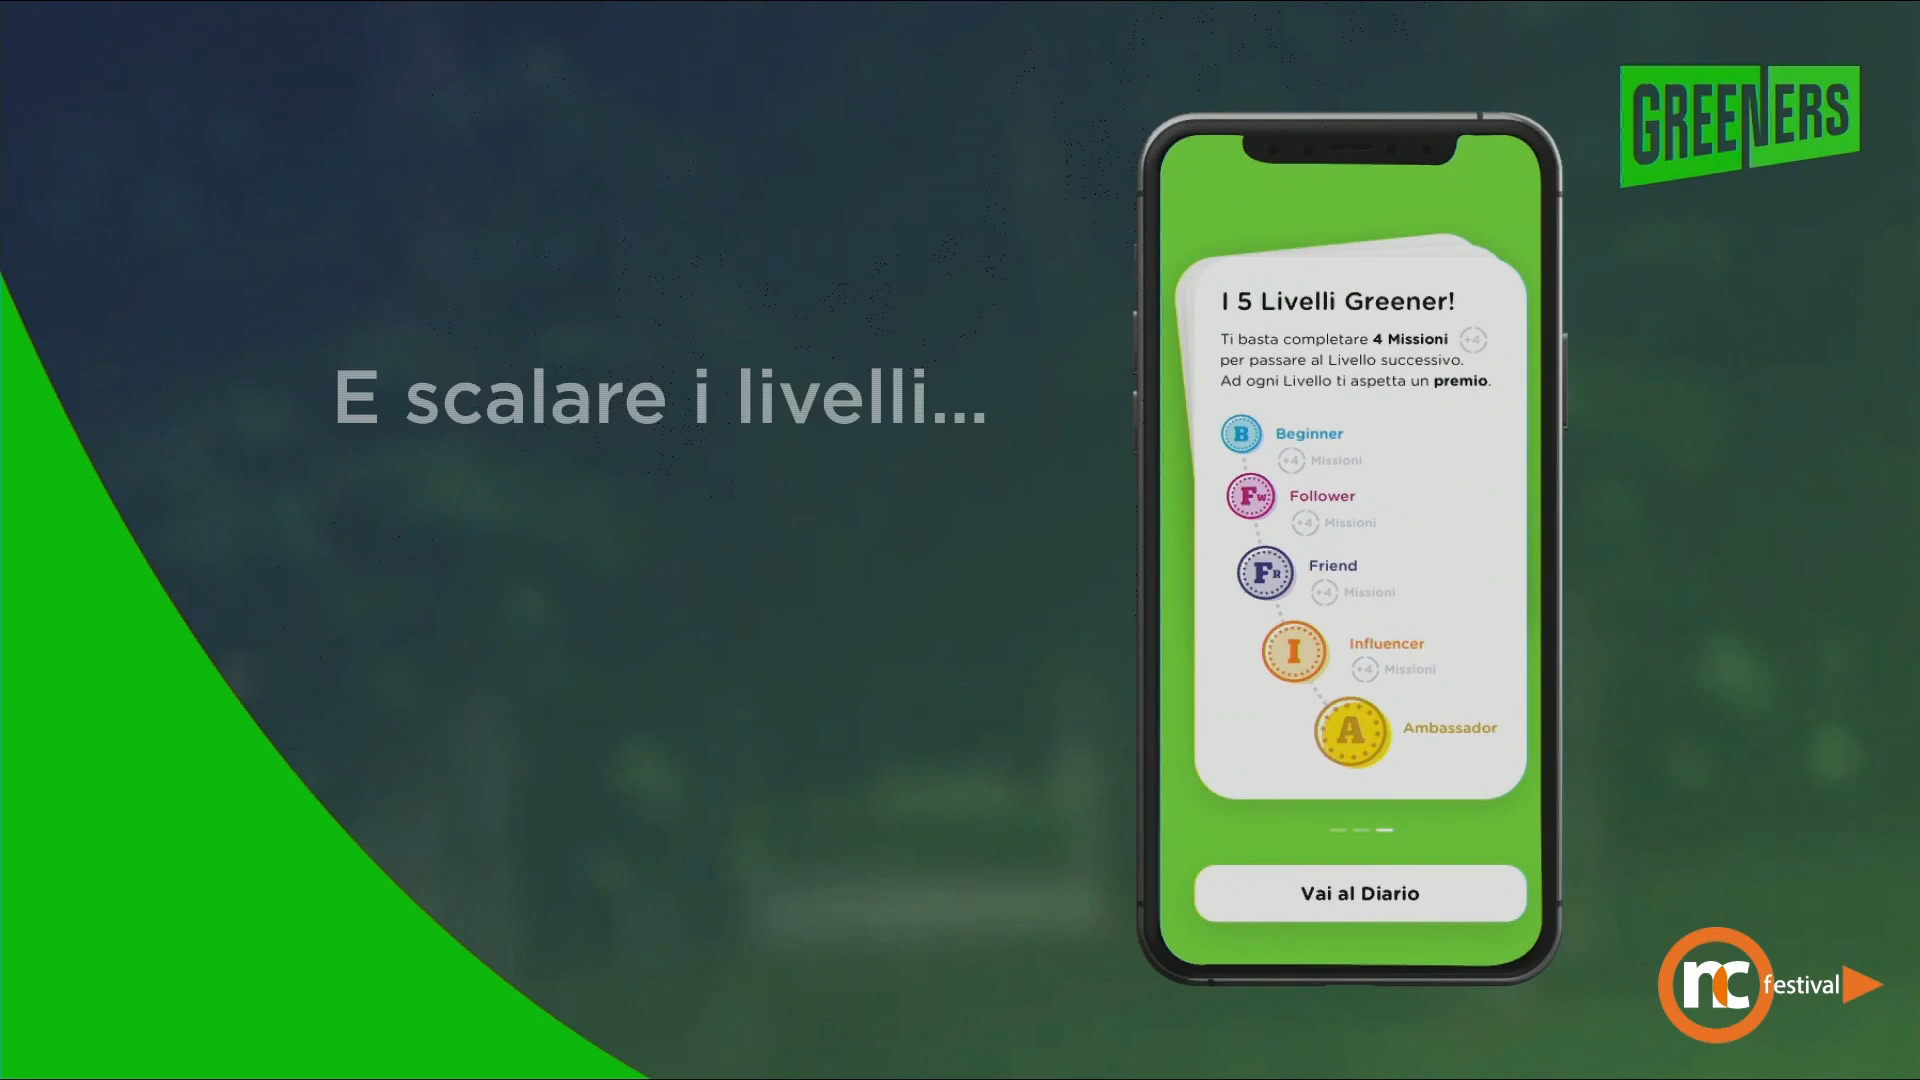 GREENERS
E scalare i livelli...
I 5 Livelli Greener!
Ti basta completare 4 Missioni +4
per passare al Livello successivo.
Ad ogni Livello ti aspetta un premio.
B Beginner
+4 Missioni
Fw Follower
+4 Missioni
FR Friend
+4 Missioni
I Influencer
+4 Missioni
A Ambassador
Vai al Diario
nc festival